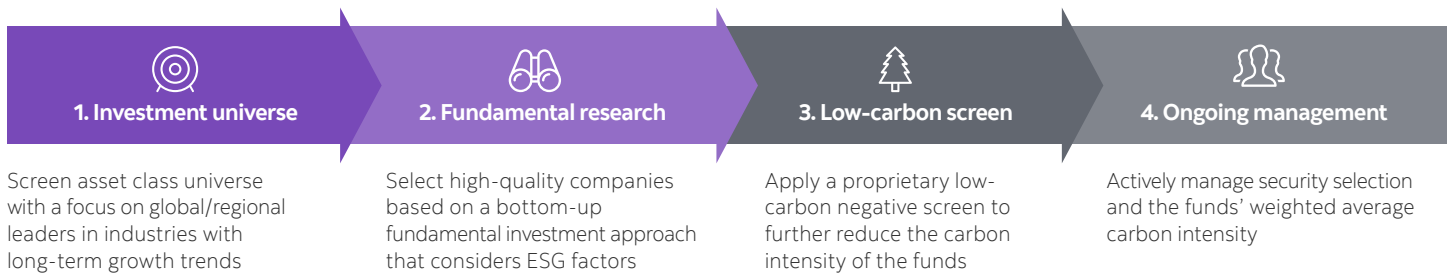 1. Investment universe
2. Fundamental research
3. Low-carbon screen
4. Ongoing management
Screen asset class universe
with a focus on global/regional
leaders in industries with
long-term growth trends
Select high-quality companies
based on a bottom-up
fundamental investment approach
that considers ESG factors
Apply a proprietary low-
carbon negative screen to
further reduce the carbon
intensity of the funds
Actively manage security selection
and the funds’ weighted average
carbon intensity